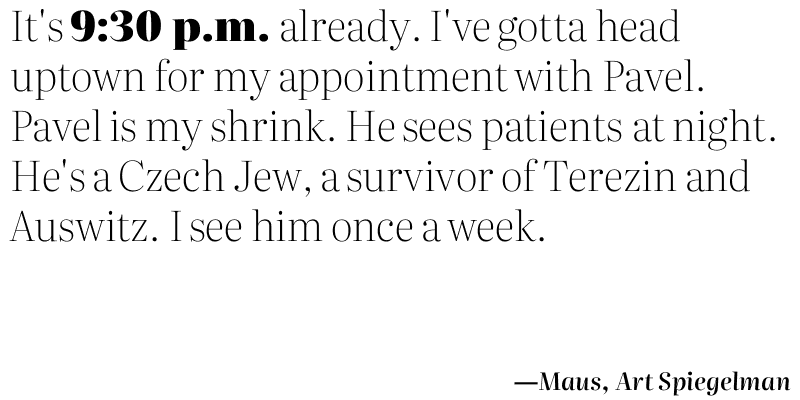 It's 9:30 p.m. already. I've gotta head
uptown for my appointment with Pavel.
Pavel is my shrink. He sees patients at night.
He's a Czech Jew, a survivor of Terezin and
Auswitz. I see him once a week.
—Maus, Art Spiegelman